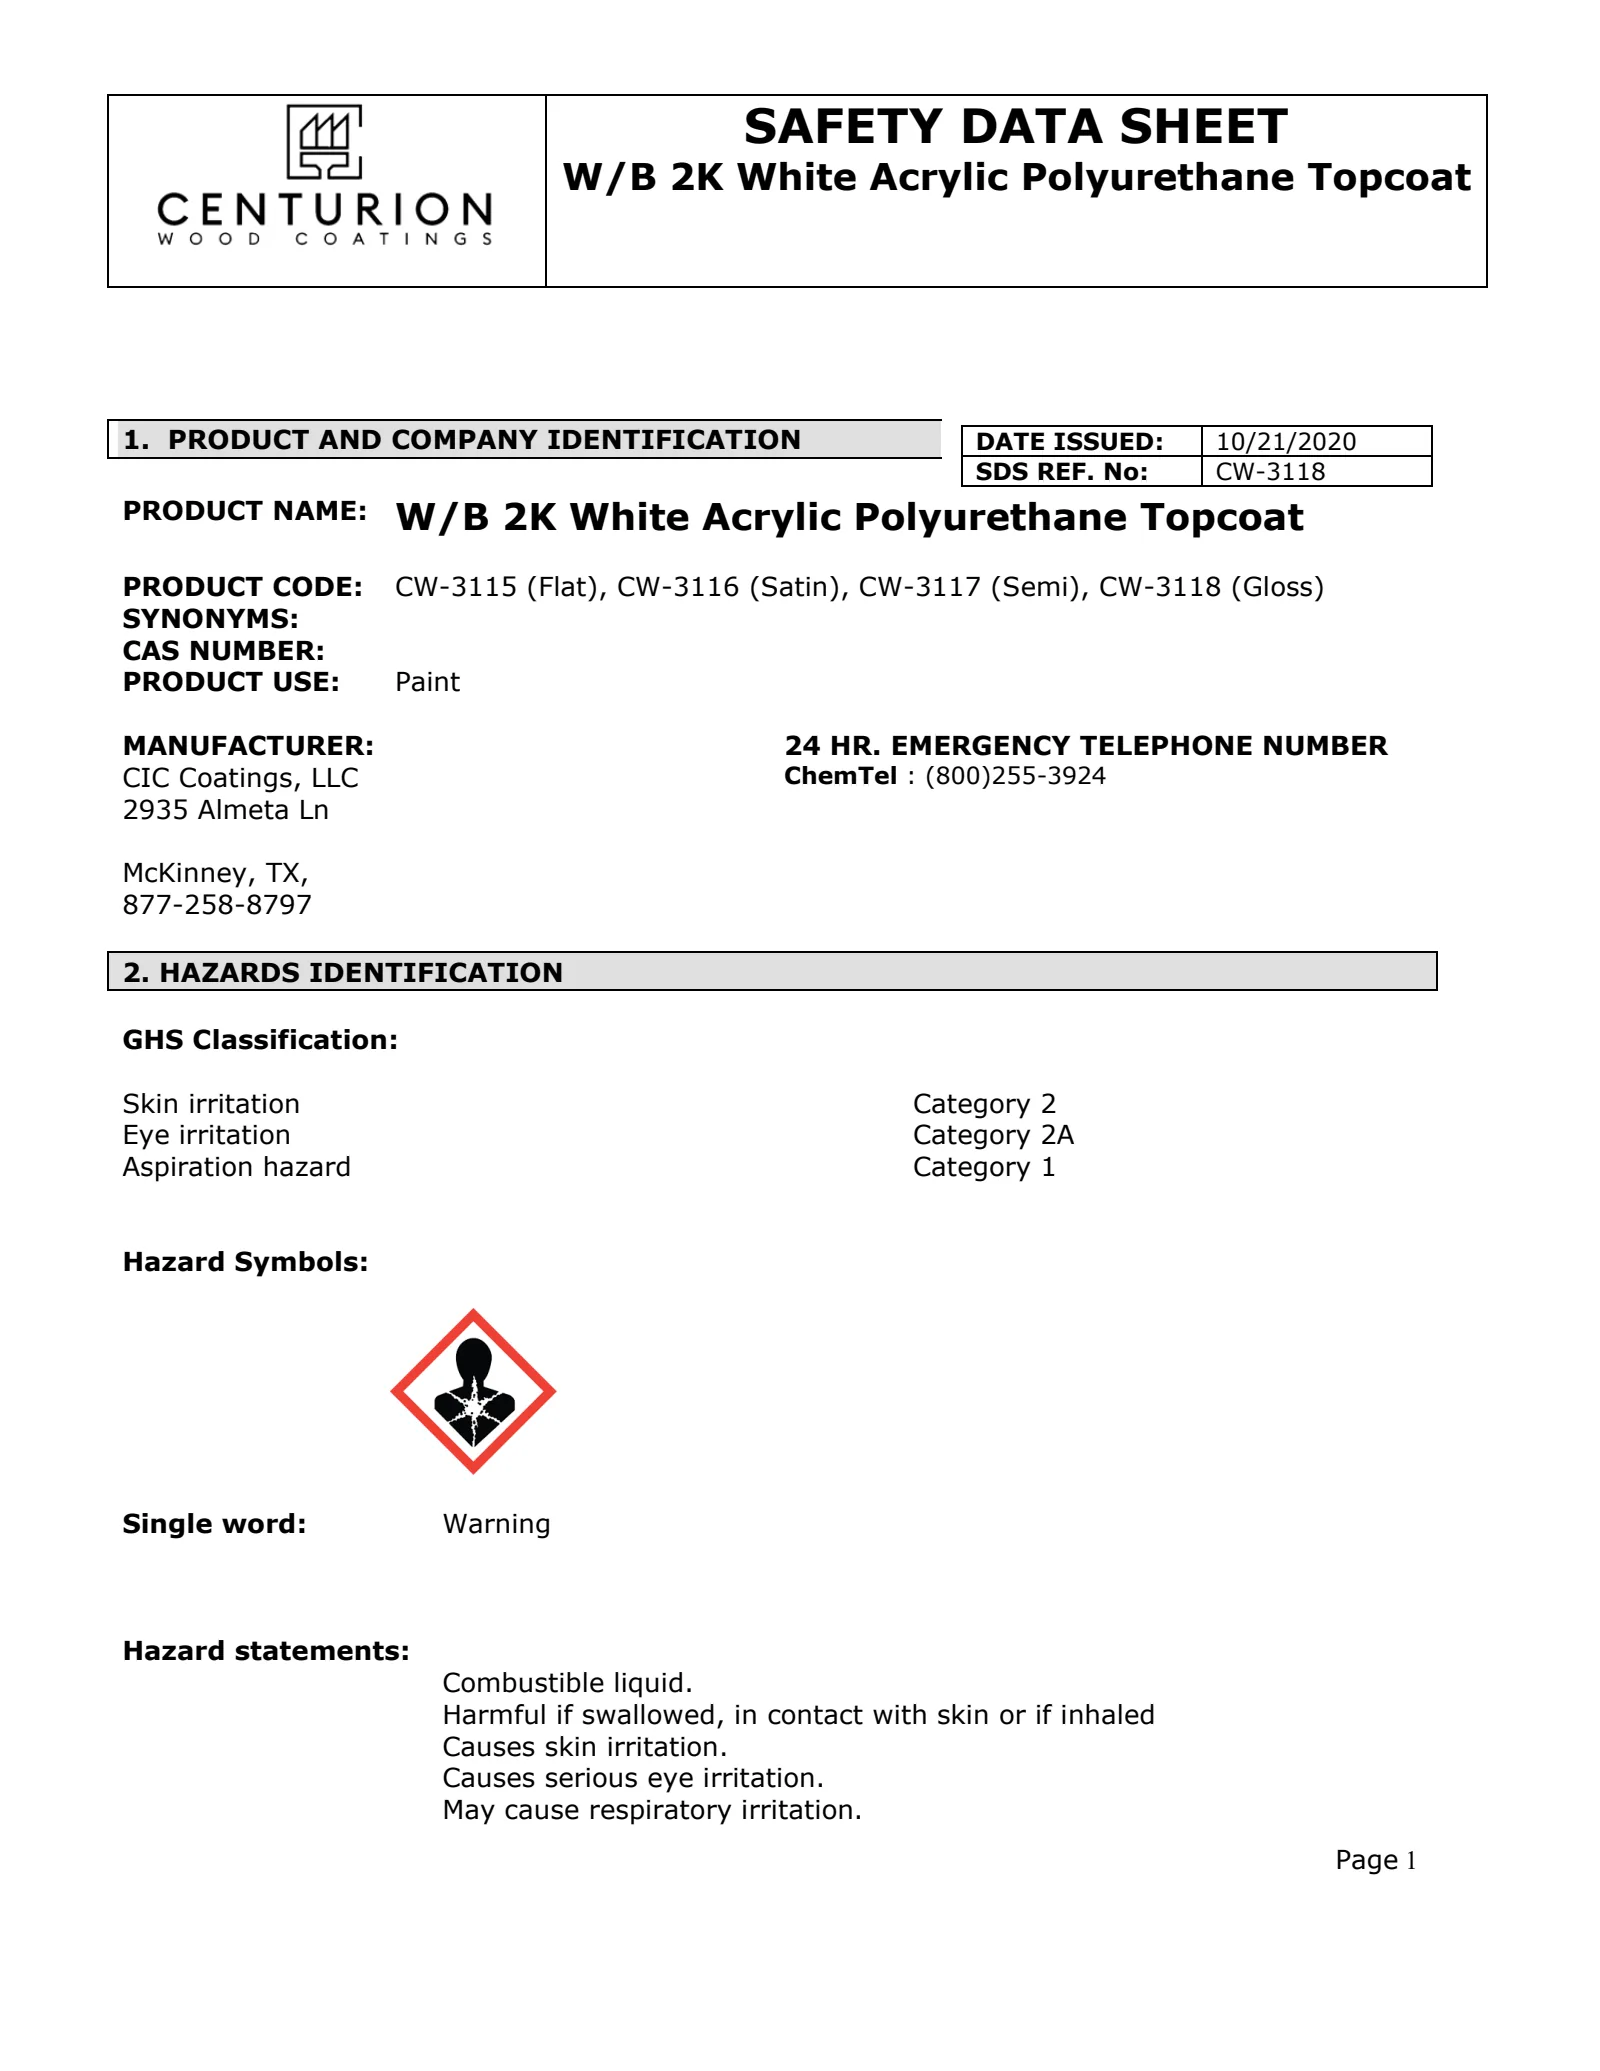 CENTURION
WOOD COATINGS
SAFETY DATA SHEET
W/B 2K White Acrylic Polyurethane Topcoat
1. PRODUCT AND COMPANY IDENTIFICATION
DATE ISSUED: 10/21/2020
SDS REF. No: CW-3118
PRODUCT NAME: W/B 2K White Acrylic Polyurethane Topcoat
PRODUCT CODE: CW-3115 (Flat), CW-3116 (Satin), CW-3117 (Semi), CW-3118 (Gloss)
SYNONYMS:
CAS NUMBER:
PRODUCT USE: Paint
MANUFACTURER:
CIC Coatings, LLC
2935 Almeta Ln
McKinney, TX,
877-258-8797
24 HR. EMERGENCY TELEPHONE NUMBER
ChemTel : (800)255-3924
2. HAZARDS IDENTIFICATION
GHS Classification:
Skin irritation Category 2
Eye irritation Category 2A
Aspiration hazard Category 1
Hazard Symbols:
Single word: Warning
Hazard statements:
Combustible liquid.
Harmful if swallowed, in contact with skin or if inhaled
Causes skin irritation.
Causes serious eye irritation.
May cause respiratory irritation.
Page 1